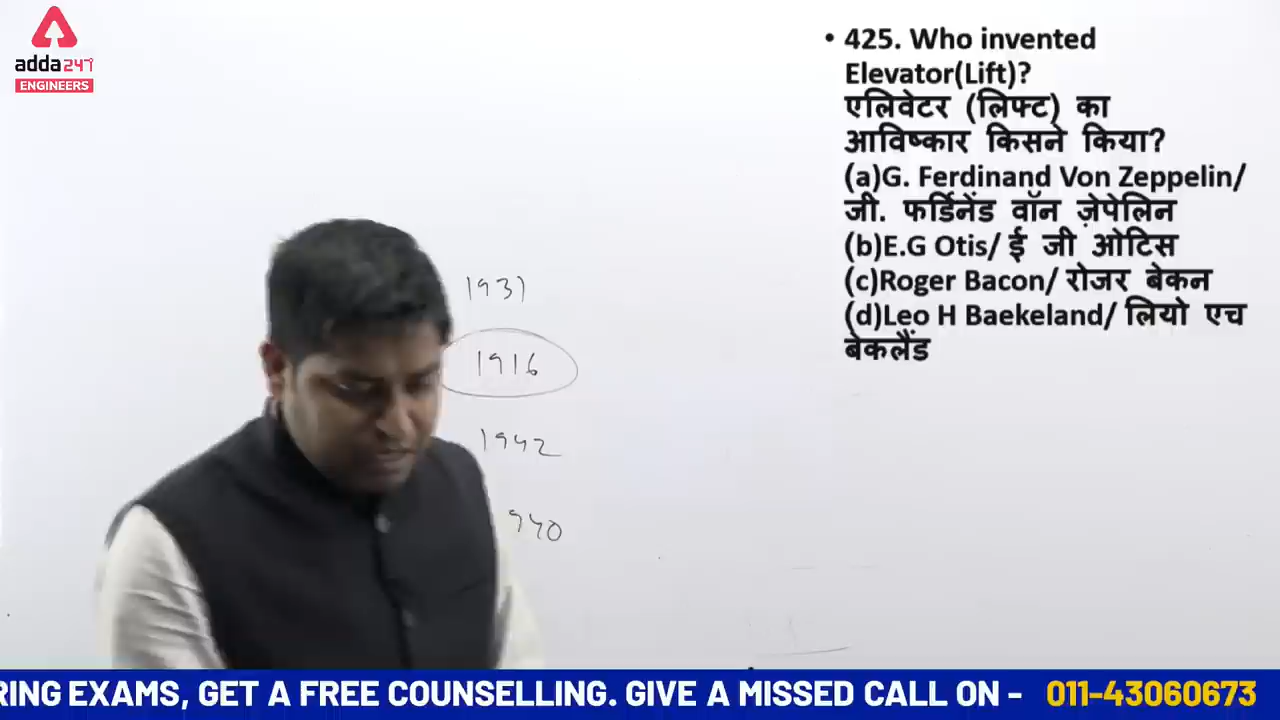 adda247
ENGINEERS
• 425. Who invented
Elevator(Lift)?
एलिवेटर (लिफ्ट) का
आविष्कार किसने किया?
(a)G. Ferdinand Von Zeppelin/
जी. फर्डिनेंड वॉन ज़ेपेलिन
(b)E.G Otis/ ई जी ओटिस
(c)Roger Bacon/ रोजर बेकन
(d)Leo H Baekeland/ लियो एच
बेकलैंड
1931
1916
1942
940
RING EXAMS, GET A FREE COUNSELLING. GIVE A MISSED CALL ON - 011-43060673